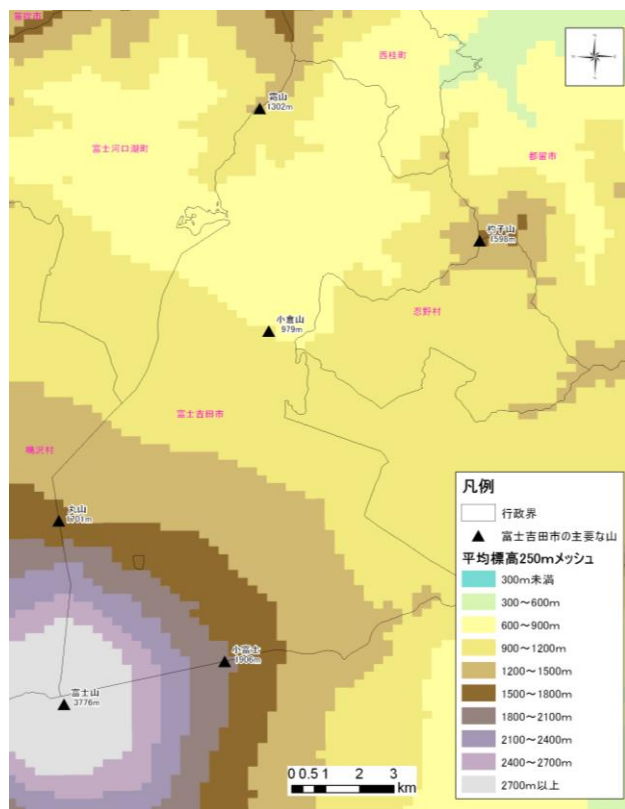 都留市
西桂町
霜山
1302m
富士河口湖町
都留市
杓子山
1598m
小倉山
979m
忍野村
富士吉田市
鳴沢村
丸山
1701m
小富士
1906m
富士山
3776m
0 0.5 1 2 3
km
凡例
行政界
富士吉田市の主要な山
平均標高250mメッシュ
300m未満
300～600m
600～900m
900～1200m
1200～1500m
1500～1800m
1800～2100m
2100～2400m
2400～2700m
2700m以上